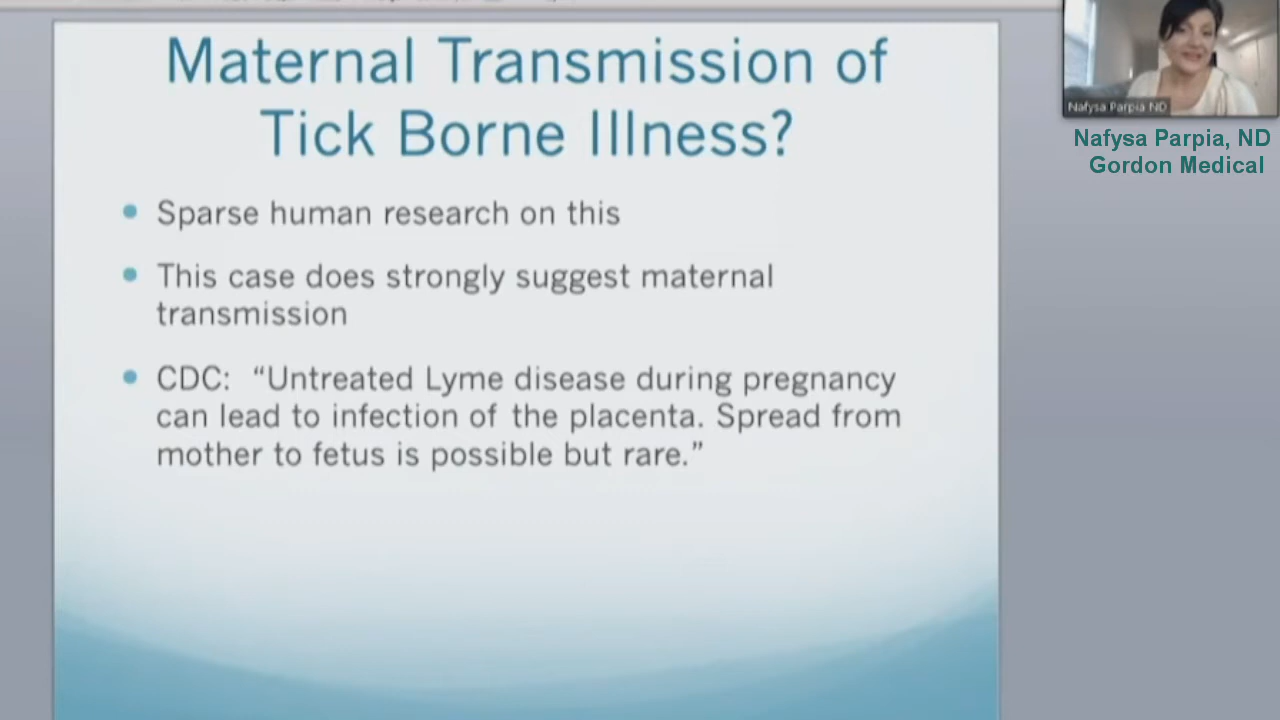 Maternal Transmission of
Tick Borne Illness?
Sparse human research on this
This case does strongly suggest maternal
transmission
CDC: “Untreated Lyme disease during pregnancy
can lead to infection of the placenta. Spread from
mother to fetus is possible but rare.”
Nafysa Parpia ND
Nafysa Parpia, ND
Gordon Medical